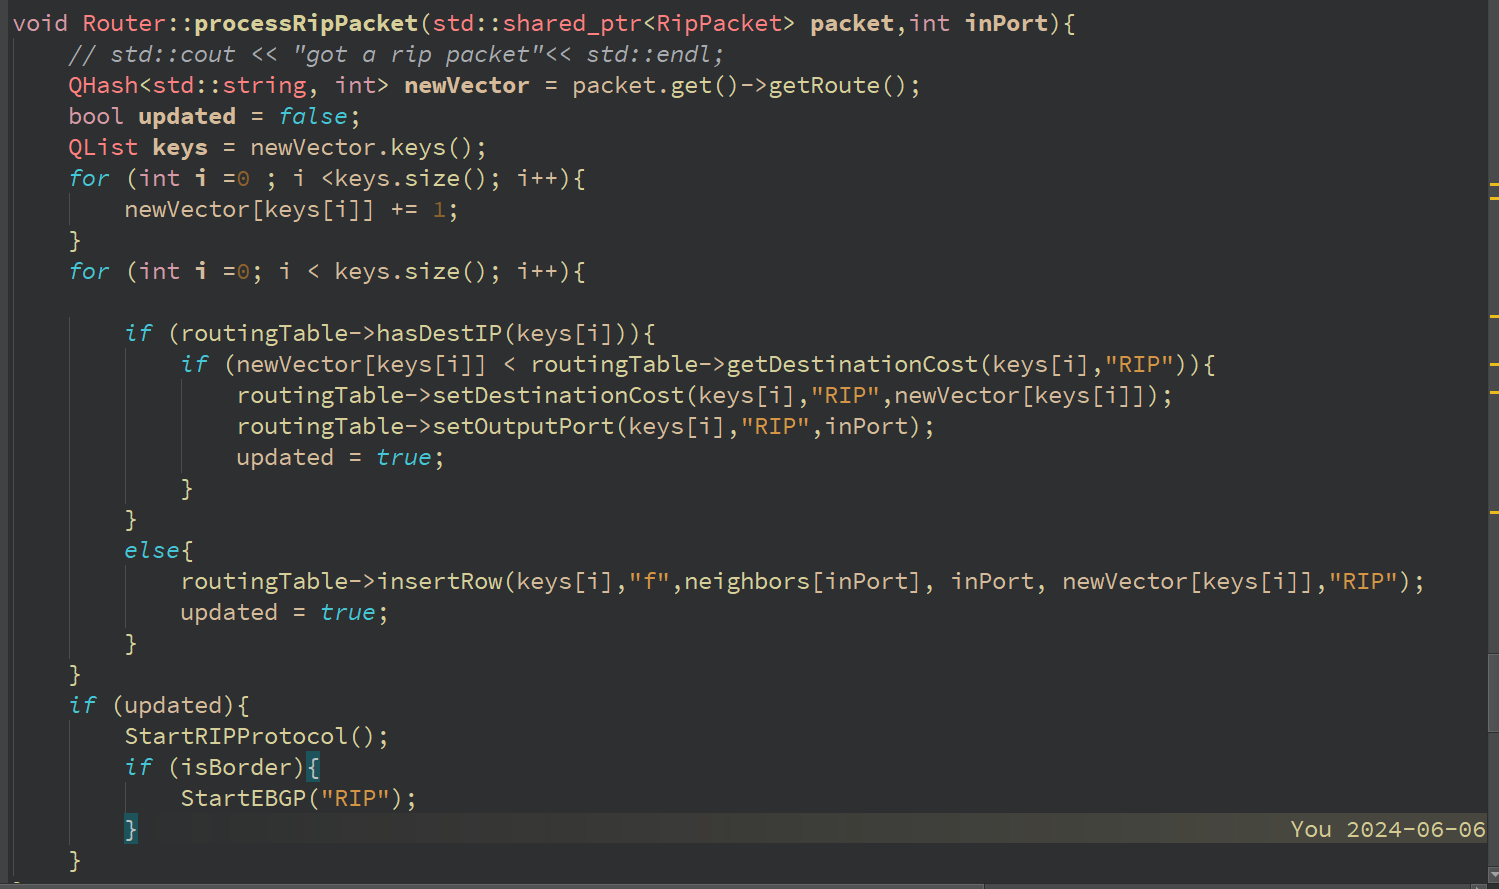 void Router::processRipPacket(std::shared_ptr<RipPacket> packet,int inPort){
    // std::cout << "got a rip packet"<< std::endl;
    QHash<std::string, int> newVector = packet.get()->getRoute();
    bool updated = false;
    QList keys = newVector.keys();
    for (int i =0 ; i <keys.size(); i++){
        newVector[keys[i]] += 1;
    }
    for (int i =0; i < keys.size(); i++){

        if (routingTable->hasDestIP(keys[i])){
            if (newVector[keys[i]] < routingTable->getDestinationCost(keys[i],"RIP")){
                routingTable->setDestinationCost(keys[i],"RIP",newVector[keys[i]]);
                routingTable->setOutputPort(keys[i],"RIP",inPort);
                updated = true;
            }
        }
        else{
            routingTable->insertRow(keys[i],"f",neighbors[inPort], inPort, newVector[keys[i]],"RIP");
            updated = true;
        }
    }
    if (updated){
        StartRIPProtocol();
        if (isBorder){
            StartEBGP("RIP");
        } You 2024-06-06
    }